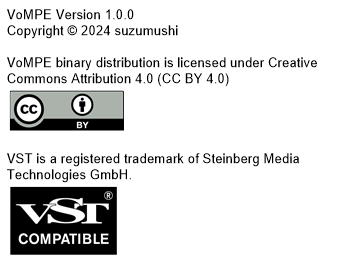 VoMPE Version 1.0.0
Copyright © 2024 suzumushi
VoMPE binary distribution is licensed under Creative
Commons Attribution 4.0 (CC BY 4.0)
cc
BY
VST is a registered trademark of Steinberg Media
Technologies GmbH.
VST®
COMPATIBLE